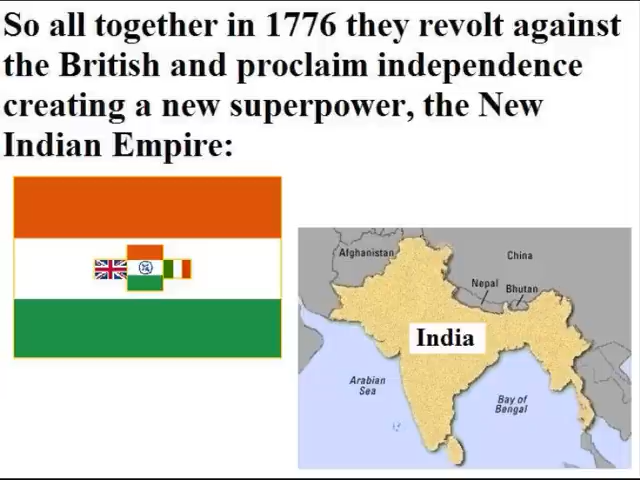 So all together in 1776 they revolt against
the British and proclaim independence
creating a new superpower, the New
Indian Empire:
Afghanistan
China
Nepal
Bhutan
India
Arabian
Sea
Bay of
Bengal